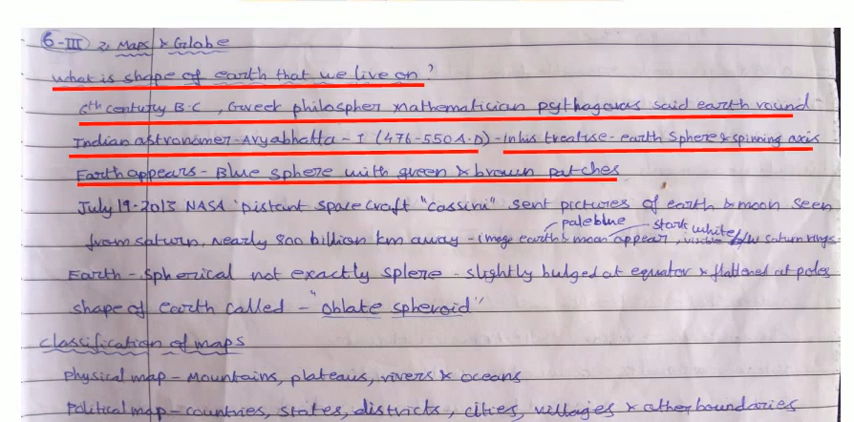 6-III 2, Maps & Globe
What is shape of earth that we live on?
6th century B.C, Greek philospher mathematician pythagoras said earth round
Indian astronomer - Aryabhatta - I (476-550 A.D) - In his treatise - earth sphere & spinning axis
Earth appears - Blue sphere with green & brown patches
July 19-2013 NASA 'Distant space craft "Cassini" sent pictures of earth & moon seen
pale blue stark white
from saturn, nearly 800 billion km away - image earth & moon appear, visible b/w saturn rings
Earth - spherical not exactly splere - slightly bulged at equator & flattened at poles
shape of earth called - "oblate spheroid"
classification of maps
Physical map - Mountains, plateaus, rivers & oceans
Political map - countries, states, districts, cities, villages & other boundaries